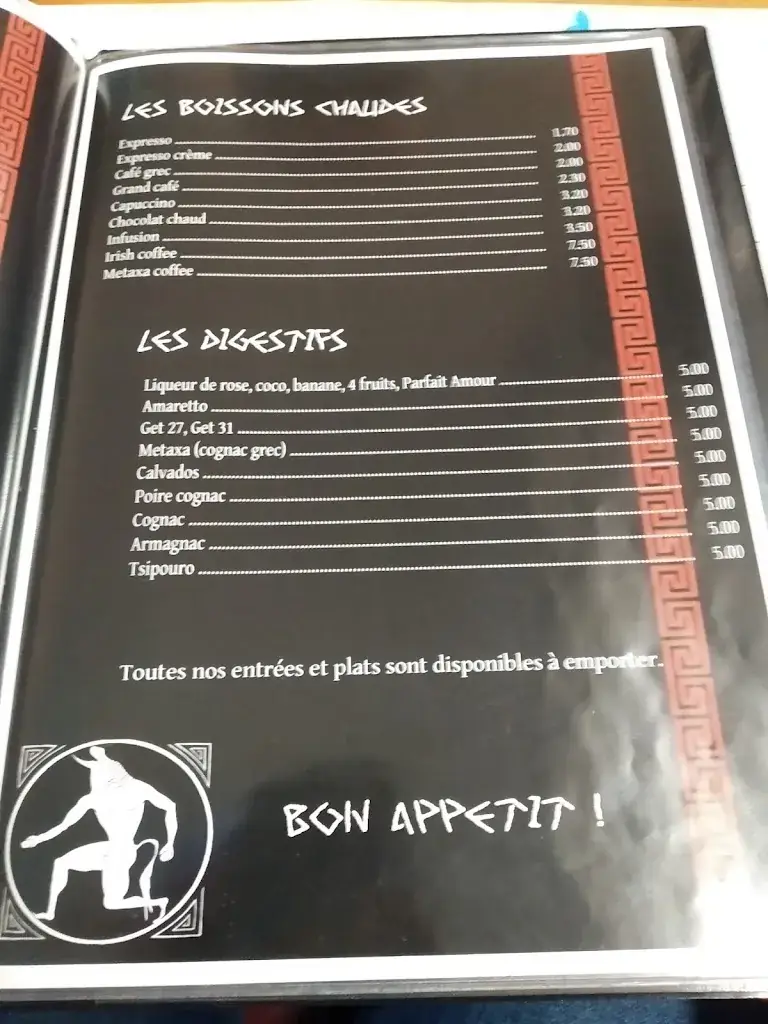 LES BOISSONS CHAUDES
Expresso 1.70
Expresso crème 2.00
Café grec 2.00
Grand café 2.30
Capuccino 3.20
Chocolat chaud 3.20
Infusion 3.50
Irish coffee 7.50
Metaxa coffee 7.50
LES DIGESTIFS
Liqueur de rose, coco, banane, 4 fruits, Parfait Amour 5.00
Amaretto 5.00
Get 27, Get 31 5.00
Metaxa (cognac grec) 5.00
Calvados 5.00
Poire cognac 5.00
Cognac 5.00
Armagnac 5.00
Tsipouro 5.00
Toutes nos entrées et plats sont disponibles à emporter.
BON APPETIT !